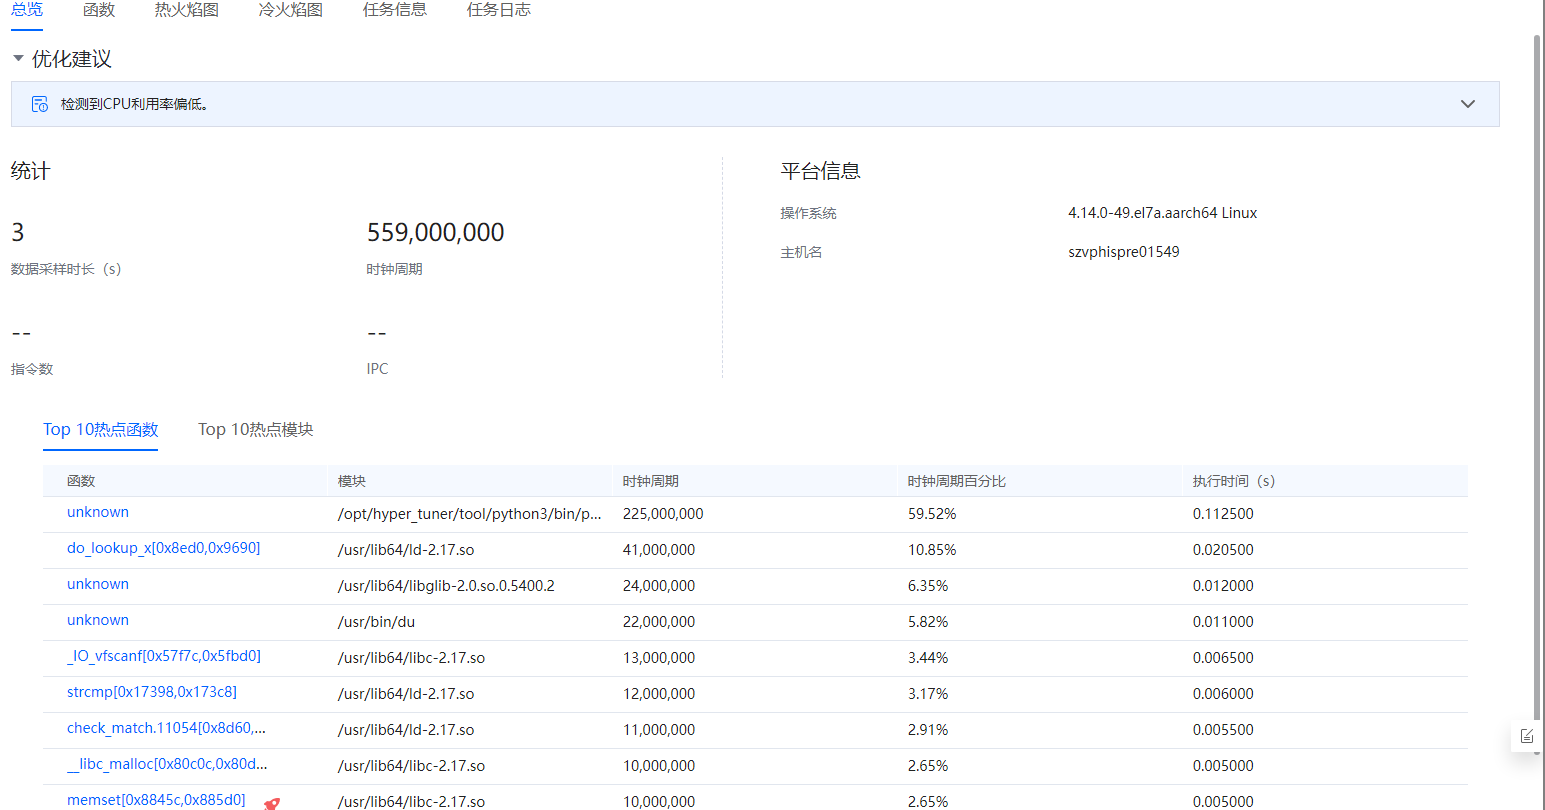 总览 函数 热火焰图 冷火焰图 任务信息 任务日志
优化建议
检测到CPU利用率偏低。
统计
平台信息
3 559,000,000
数据采样时长（s） 时钟周期
-- --
指令数 IPC
操作系统 4.14.0-49.el7a.aarch64 Linux
主机名 szvphispre01549
Top 10热点函数 Top 10热点模块
函数 模块 时钟周期 时钟周期百分比 执行时间（s）
unknown /opt/hyper_tuner/tool/python3/bin/p... 225,000,000 59.52% 0.112500
do_lookup_x[0x8ed0,0x9690] /usr/lib64/ld-2.17.so 41,000,000 10.85% 0.020500
unknown /usr/lib64/libglib-2.0.so.0.5400.2 24,000,000 6.35% 0.012000
unknown /usr/bin/du 22,000,000 5.82% 0.011000
_IO_vfscanf[0x57f7c,0x5fbd0] /usr/lib64/libc-2.17.so 13,000,000 3.44% 0.006500
strcmp[0x17398,0x173c8] /usr/lib64/ld-2.17.so 12,000,000 3.17% 0.006000
check_match.11054[0x8d60,... /usr/lib64/ld-2.17.so 11,000,000 2.91% 0.005500
__libc_malloc[0x80c0c,0x80d... /usr/lib64/libc-2.17.so 10,000,000 2.65% 0.005000
memset[0x8845c,0x885d0] /usr/lib64/libc-2.17.so 10,000,000 2.65% 0.005000